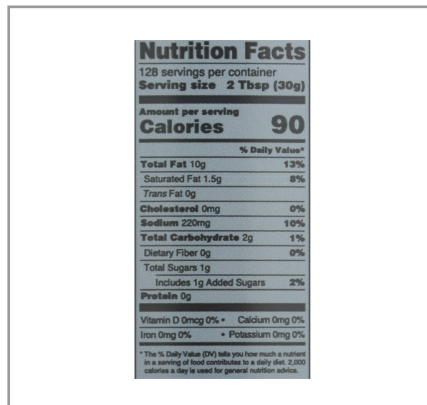 Nutrition Facts
128 servings per container
Serving size 2 Tbsp (30g)
Amount per serving
Calories 90
% Daily Value*
Total Fat 10g 13%
Saturated Fat 1.5g 8%
Trans Fat 0g
Cholesterol 0mg 0%
Sodium 220mg 10%
Total Carbohydrate 2g 1%
Dietary Fiber 0g 0%
Total Sugars 1g
Includes 1g Added Sugars 2%
Protein 0g
Vitamin D 0mcg 0% • Calcium 0mg 0%
Iron 0mg 0% • Potassium 0mg 0%
* The % Daily Value (DV) tells you how much a nutrient
in a serving of food contributes to a daily diet. 2,000
calories a day is used for general nutrition advice.